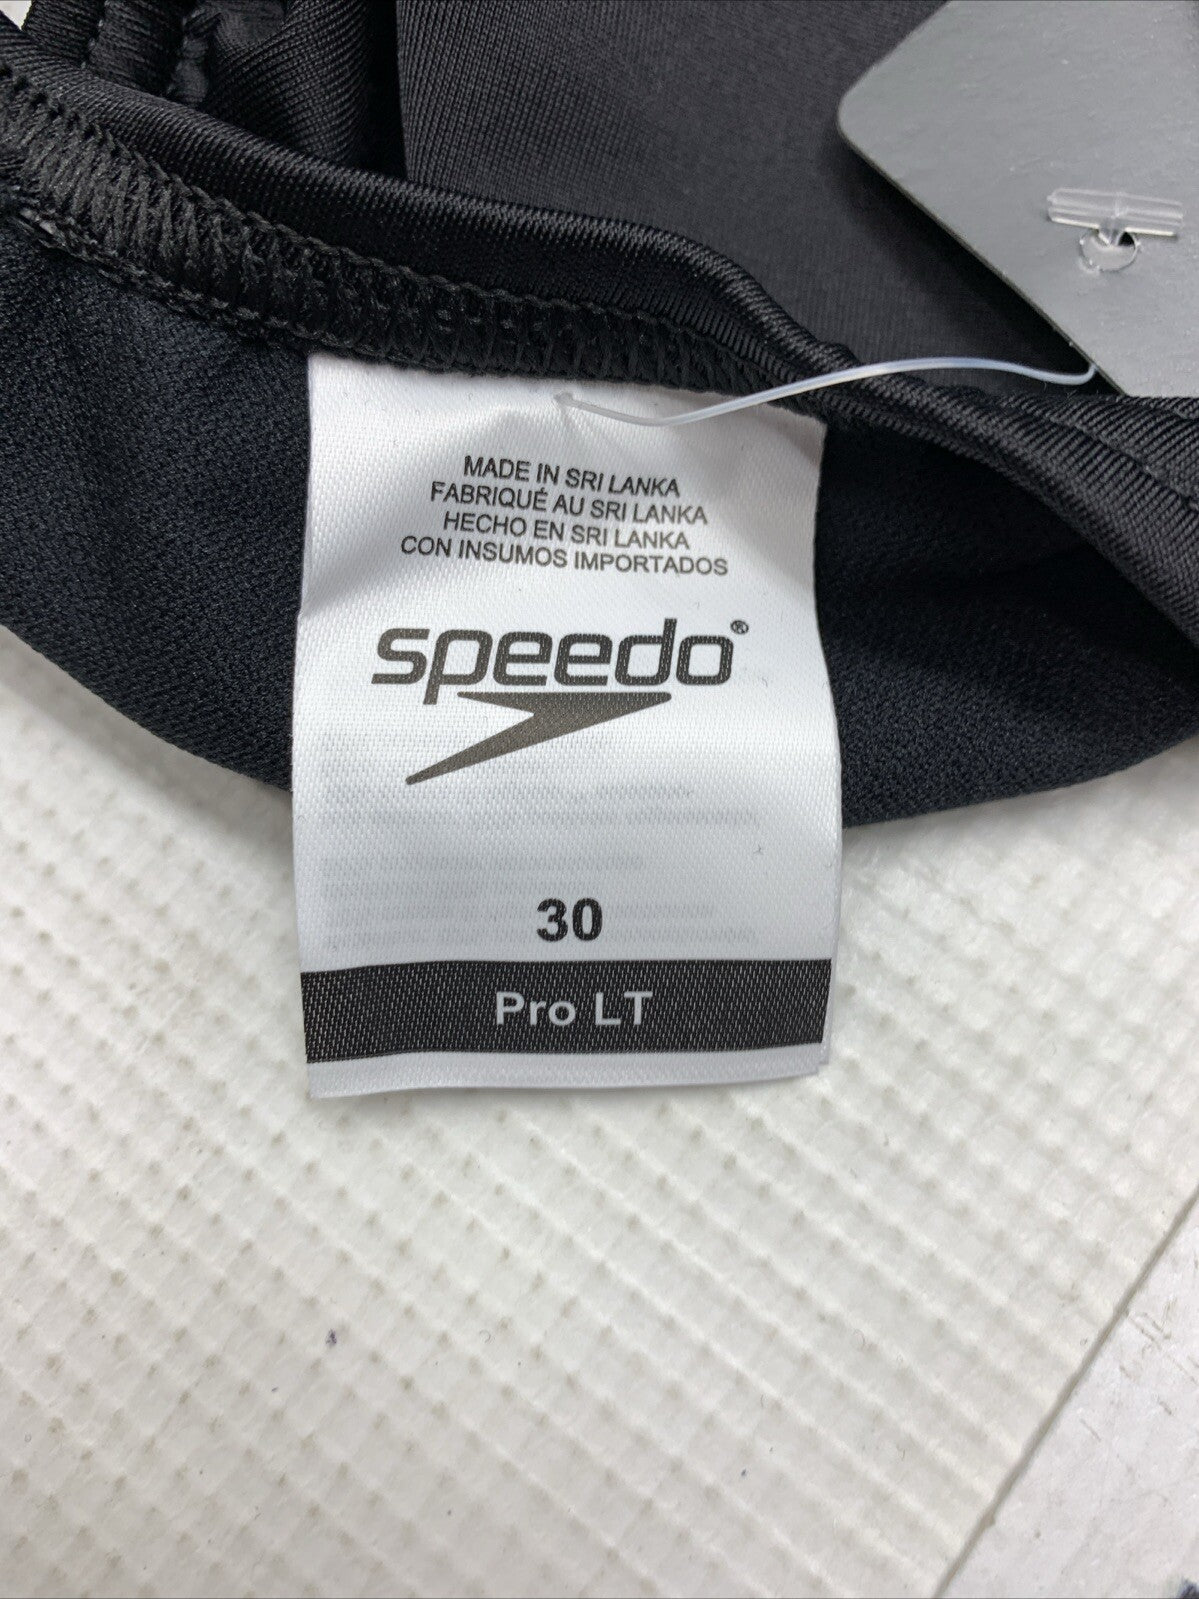 MADE IN SRI LANKA
FABRIQUÉ AU SRI LANKA
HECHO EN SRI LANKA
CON INSUMOS IMPORTADOS
speedo®
30
Pro LT